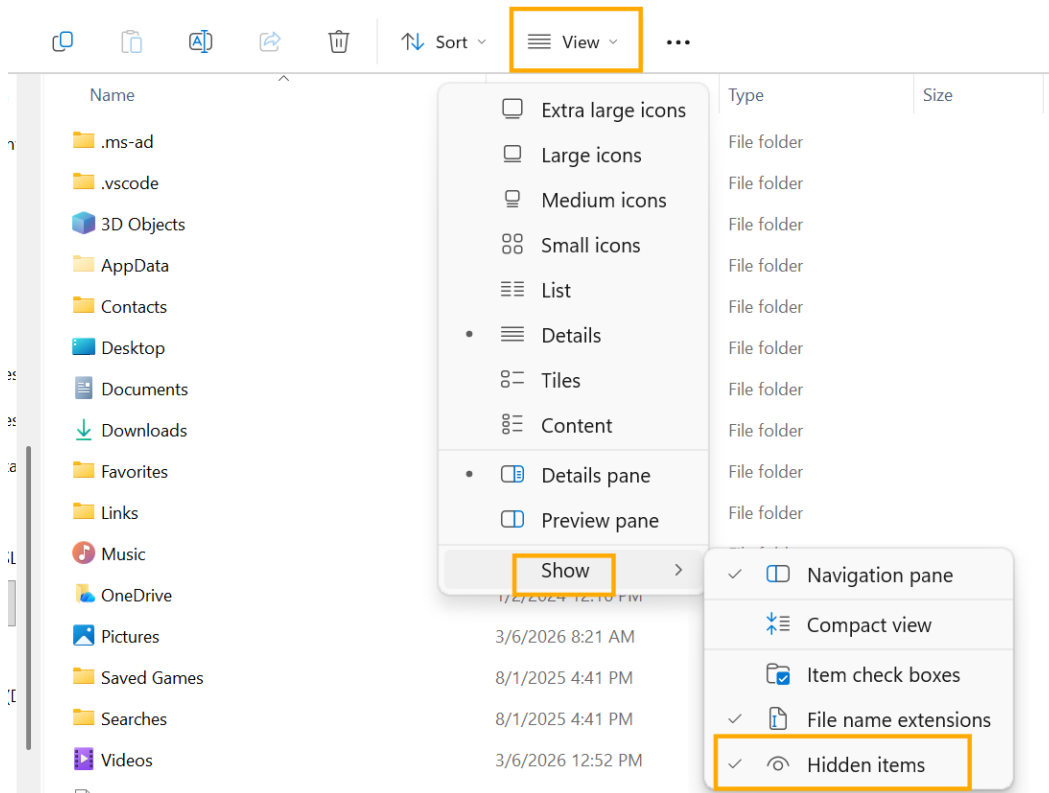 Sort
View
Name
Type
Size
.ms-ad
File folder
.vscode
File folder
3D Objects
File folder
AppData
File folder
Contacts
File folder
Desktop
File folder
Documents
File folder
Downloads
File folder
Favorites
File folder
Links
File folder
Music
OneDrive
Pictures
3/6/2026 8:21 AM
Saved Games
8/1/2025 4:41 PM
Searches
8/1/2025 4:41 PM
Videos
3/6/2026 12:52 PM
Extra large icons
Large icons
Medium icons
Small icons
List
Details
Tiles
Content
Details pane
Preview pane
Show
Navigation pane
Compact view
Item check boxes
File name extensions
Hidden items